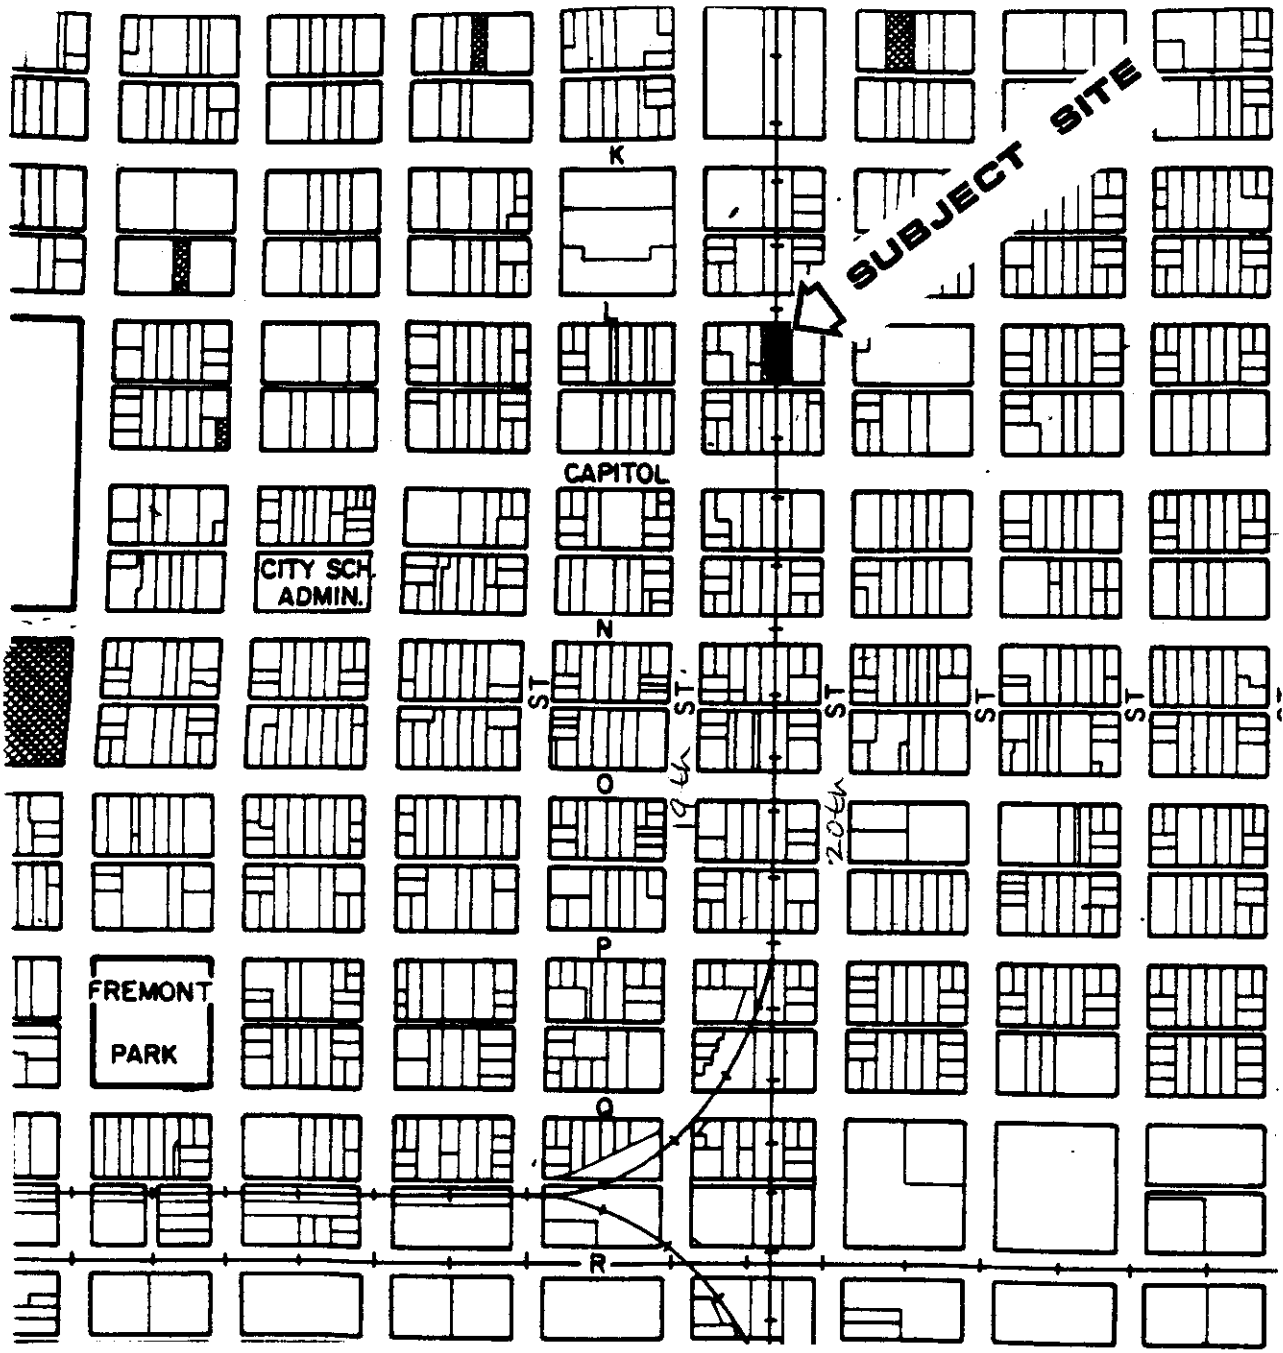 SUBJECT SITE
K
L
CAPITOL
CITY SCH.
ADMIN.
N
ST
ST
ST
ST
ST
19th
20th
O
P
FREMONT
PARK
Q
R